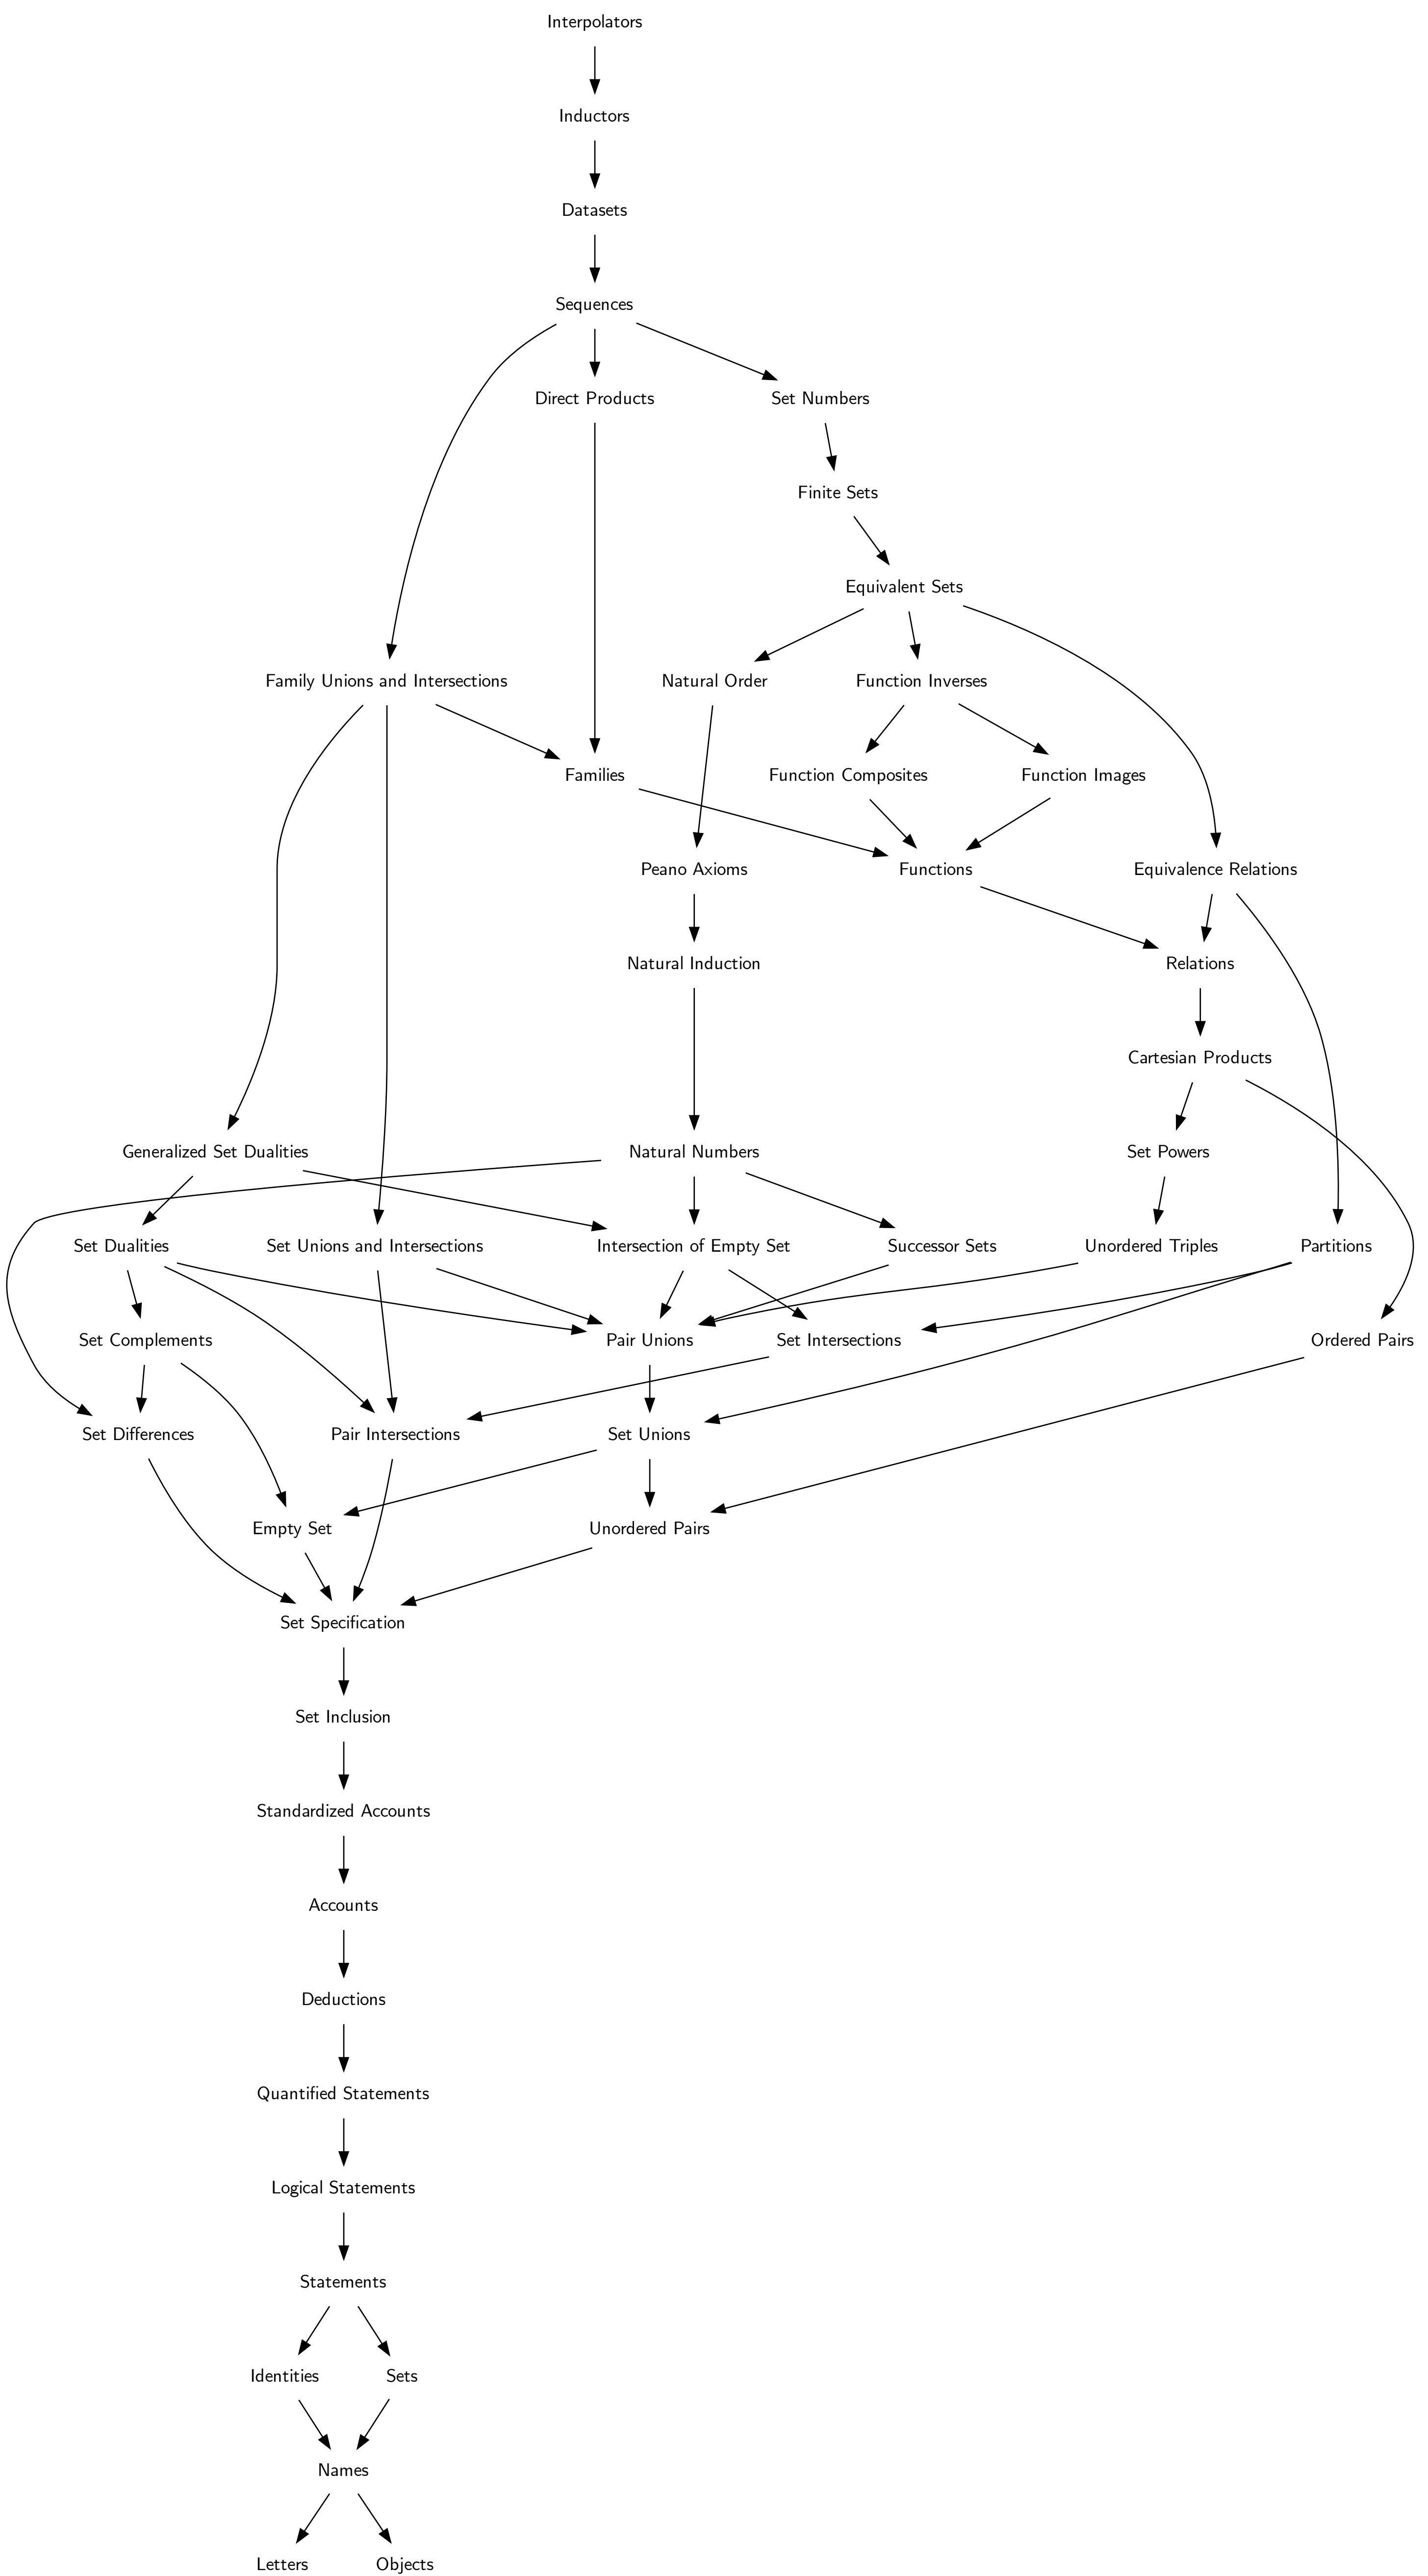 Interpolators
Inductors
Datasets
Sequences
Direct Products
Set Numbers
Finite Sets
Equivalent Sets
Family Unions and Intersections
Natural Order
Function Inverses
Families
Function Composites
Function Images
Peano Axioms
Functions
Equivalence Relations
Natural Induction
Relations
Cartesian Products
Generalized Set Dualities
Natural Numbers
Set Powers
Set Dualities
Set Unions and Intersections
Intersection of Empty Set
Successor Sets
Unordered Triples
Partitions
Set Complements
Pair Unions
Set Intersections
Ordered Pairs
Set Differences
Pair Intersections
Set Unions
Empty Set
Unordered Pairs
Set Specification
Set Inclusion
Standardized Accounts
Accounts
Deductions
Quantified Statements
Logical Statements
Statements
Identities
Sets
Names
Letters
Objects